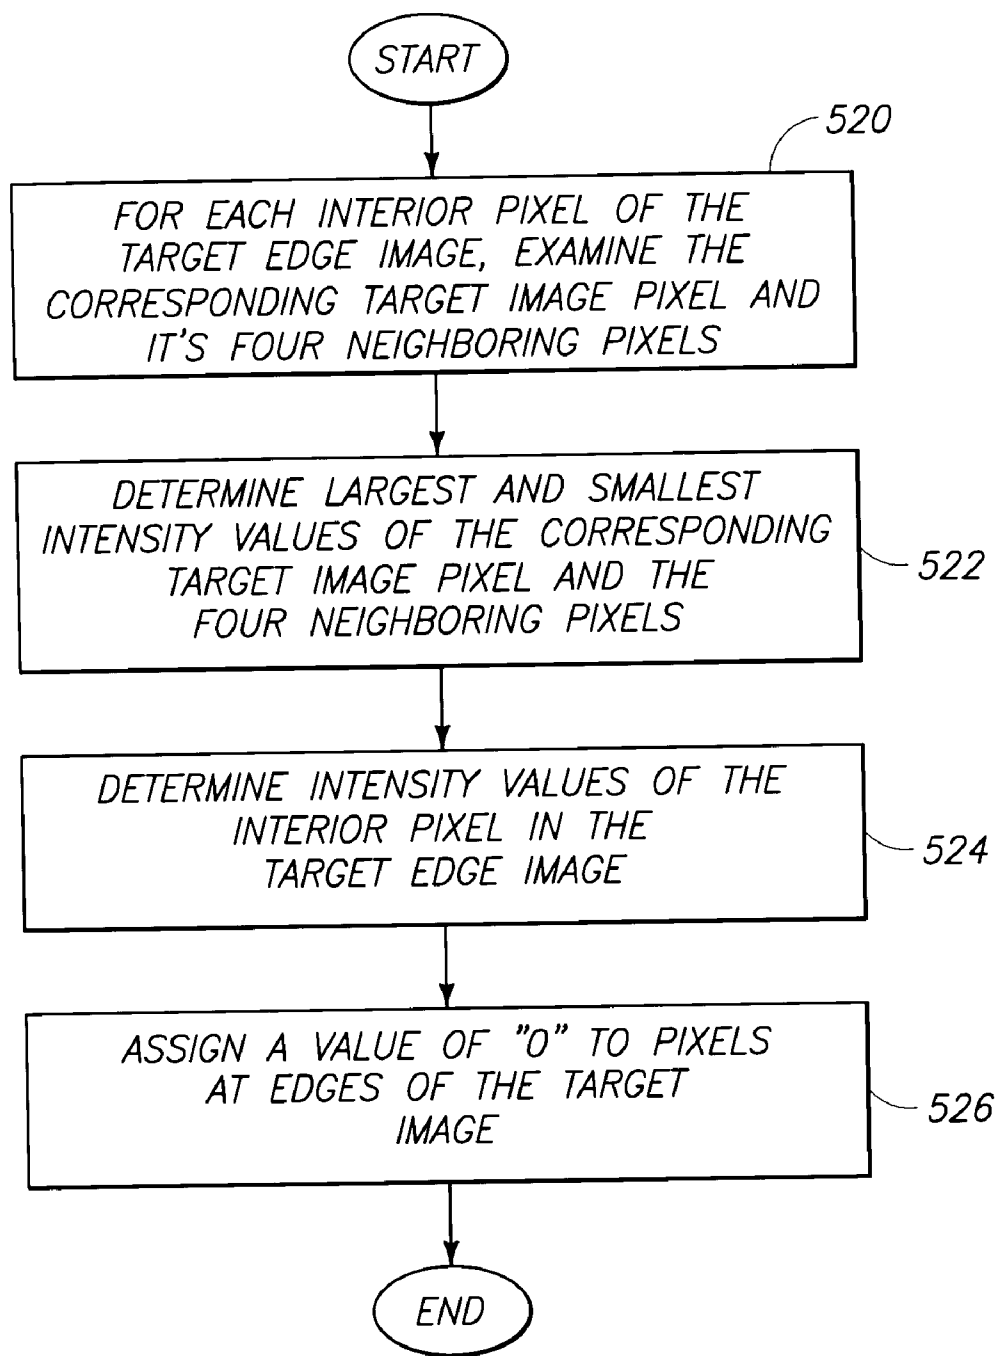 START
520
FOR EACH INTERIOR PIXEL OF THE
TARGET EDGE IMAGE, EXAMINE THE
CORRESPONDING TARGET IMAGE PIXEL AND
IT'S FOUR NEIGHBORING PIXELS
DETERMINE LARGEST AND SMALLEST
INTENSITY VALUES OF THE CORRESPONDING
TARGET IMAGE PIXEL AND THE
FOUR NEIGHBORING PIXELS
522
DETERMINE INTENSITY VALUES OF THE
INTERIOR PIXEL IN THE
TARGET EDGE IMAGE
524
ASSIGN A VALUE OF "0" TO PIXELS
AT EDGES OF THE TARGET
IMAGE
526
END